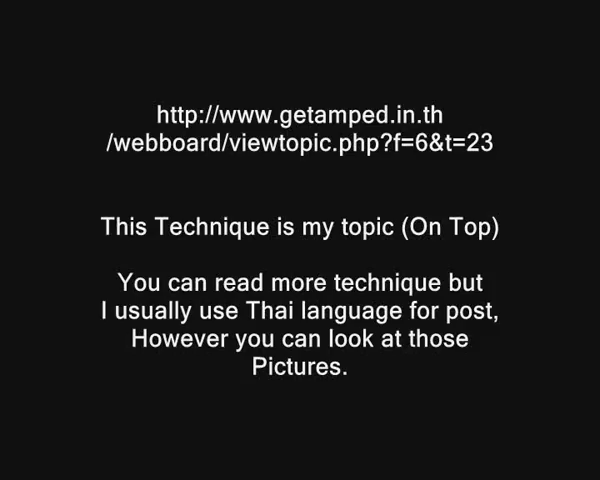 http://www.getamped.in.th
/webboard/viewtopic.php?f=6&t=23
This Technique is my topic (On Top)
You can read more technique but
I usually use Thai language for post,
However you can look at those
Pictures.